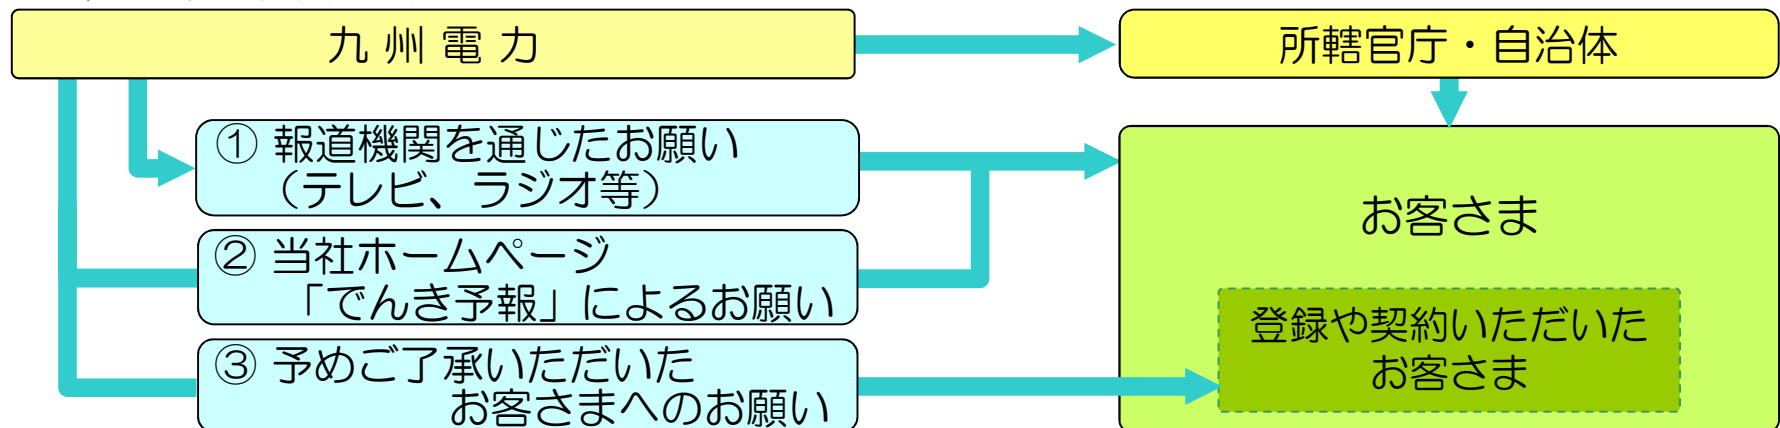 九州電力
所轄官庁・自治体
① 報道機関を通じたお願い
（テレビ、ラジオ等）
② 当社ホームページ
「でんき予報」によるお願い
③ 予めご了承いただいた
お客さまへのお願い
お客さま
登録や契約いただいた
お客さま